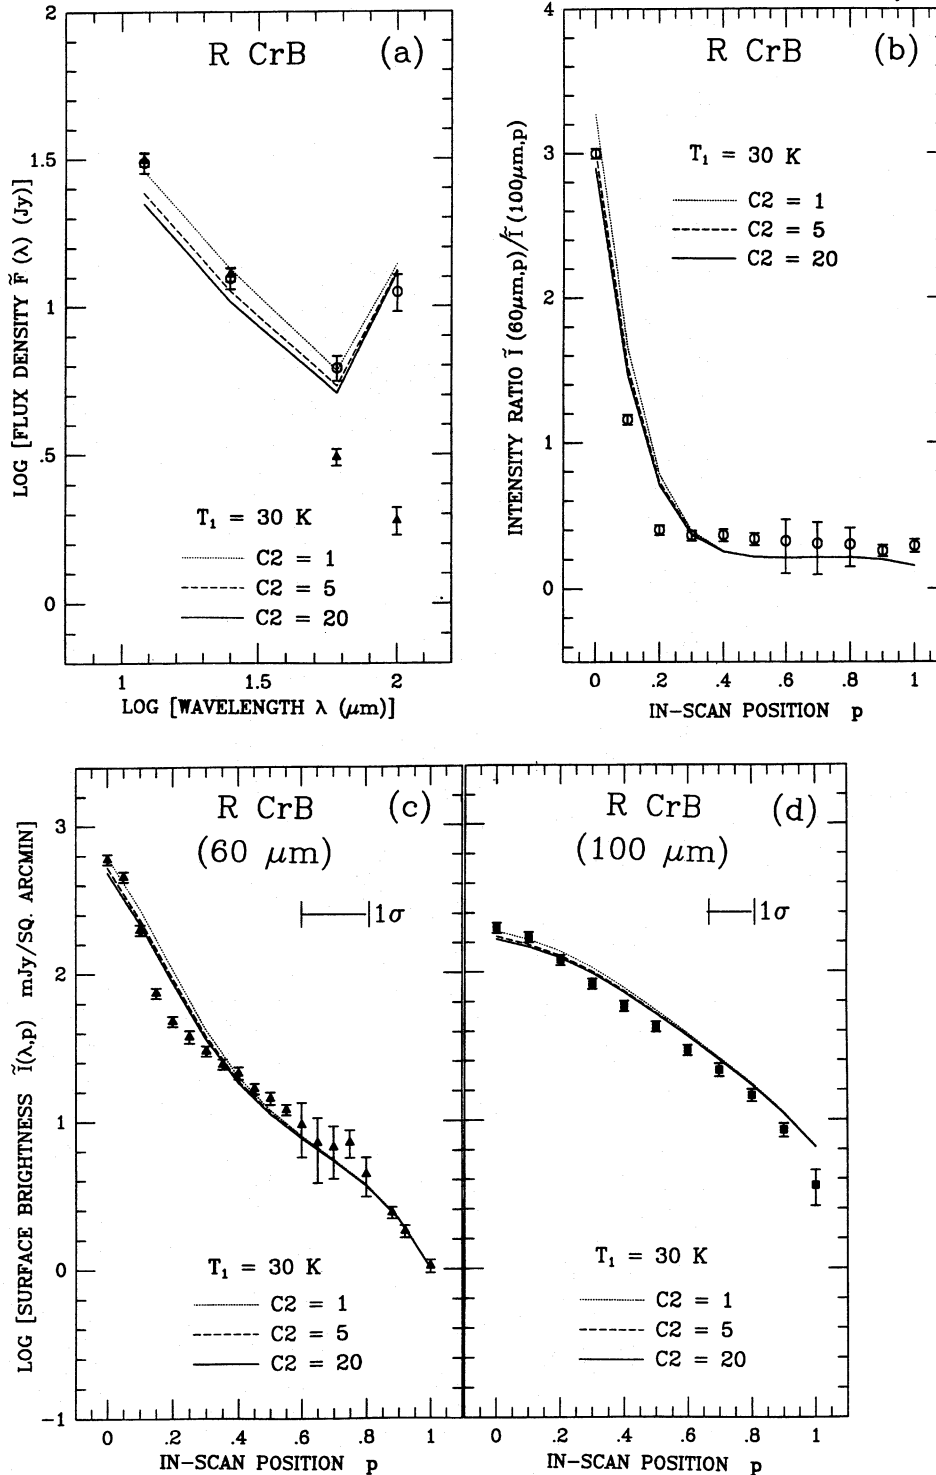 R CrB (a)
2
1.5
1
.5
0
LOG [FLUX DENSITY F̃ (λ) (Jy)]
T₁ = 30 K
C2 = 1
C2 = 5
C2 = 20
1 1.5 2
LOG [WAVELENGTH λ (μm)]
R CrB (b)
4
3
2
1
0
INTENSITY RATIO Ĩ (60μm,p)/Ĩ (100μm,p)
T₁ = 30 K
C2 = 1
C2 = 5
C2 = 20
0 .2 .4 .6 .8 1
IN-SCAN POSITION p
R CrB (c)
(60 μm)
1σ
3
2
1
0
-1
LOG [SURFACE BRIGHTNESS Ĩ(λ,p) mJy/SQ. ARCMIN]
T₁ = 30 K
C2 = 1
C2 = 5
C2 = 20
0 .2 .4 .6 .8 1
IN-SCAN POSITION p
R CrB (d)
(100 μm)
1σ
T₁ = 30 K
C2 = 1
C2 = 5
C2 = 20
0 .2 .4 .6 .8 1
IN-SCAN POSITION p